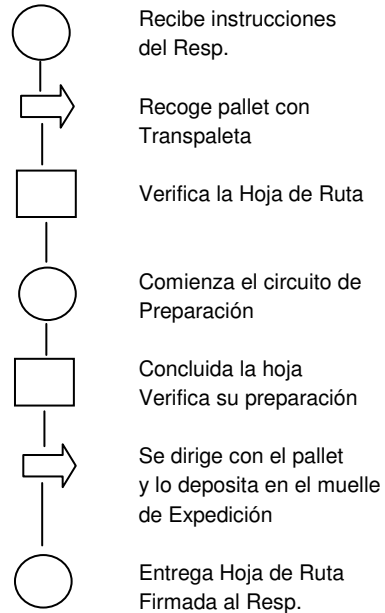 Recibe instrucciones
del Resp.
Recoge pallet con
Transpaleta
Verifica la Hoja de Ruta
Comienza el circuito de
Preparación
Concluida la hoja
Verifica su preparación
Se dirige con el pallet
y lo deposita en el muelle
de Expedición
Entrega Hoja de Ruta
Firmada al Resp.